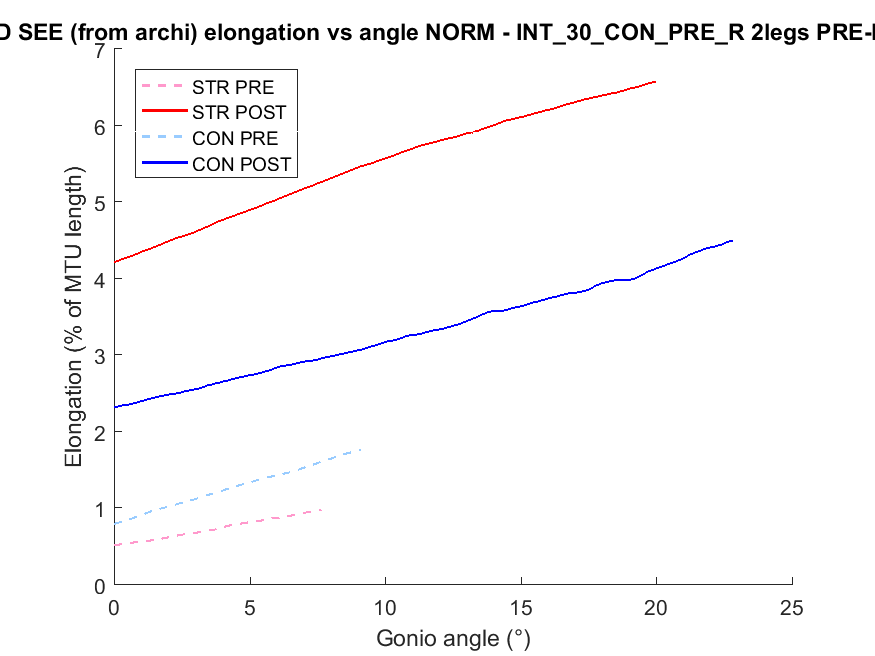 D SEE (from archi) elongation vs angle NORM - INT_30_CON_PRE_R 2legs PRE-
7
6
5
4
3
2
1
0
Elongation (% of MTU length)
STR PRE
STR POST
CON PRE
CON POST
0 5 10 15 20 25
Gonio angle (°)